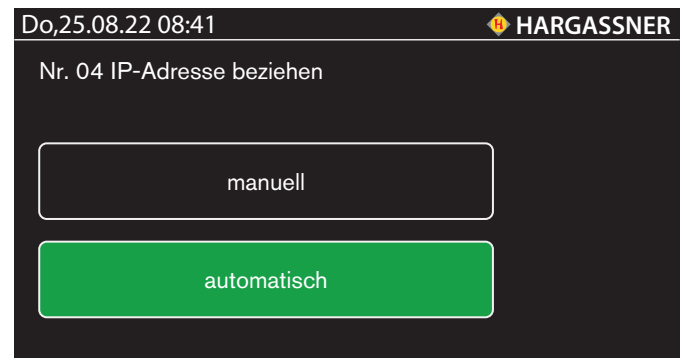 Do,25.08.22 08:41 H HARGASSNER
Nr. 04 IP-Adresse beziehen
manuell
automatisch